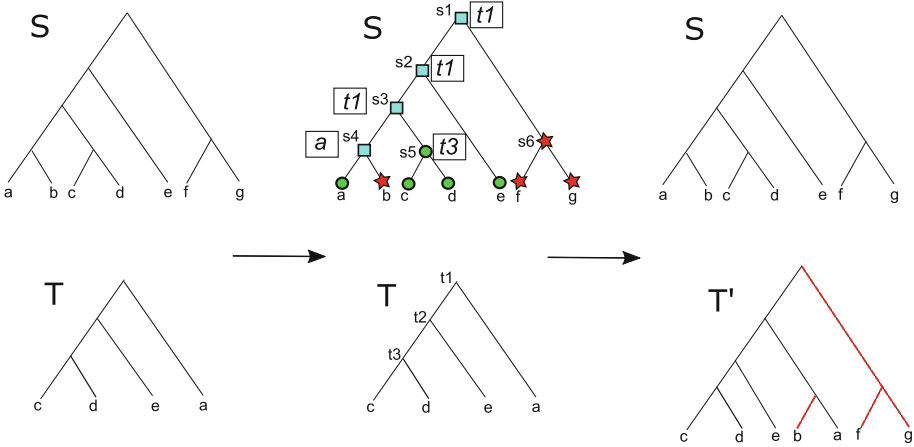 S
a b c d e f g
S
s1 t1
s2 t1
t1 s3
a s4
s5 t3
s6
a b c d e f g
S
a b c d e f g
T
c d e a
T
t1
t2
t3
c d e a
T'
c d e b a f g